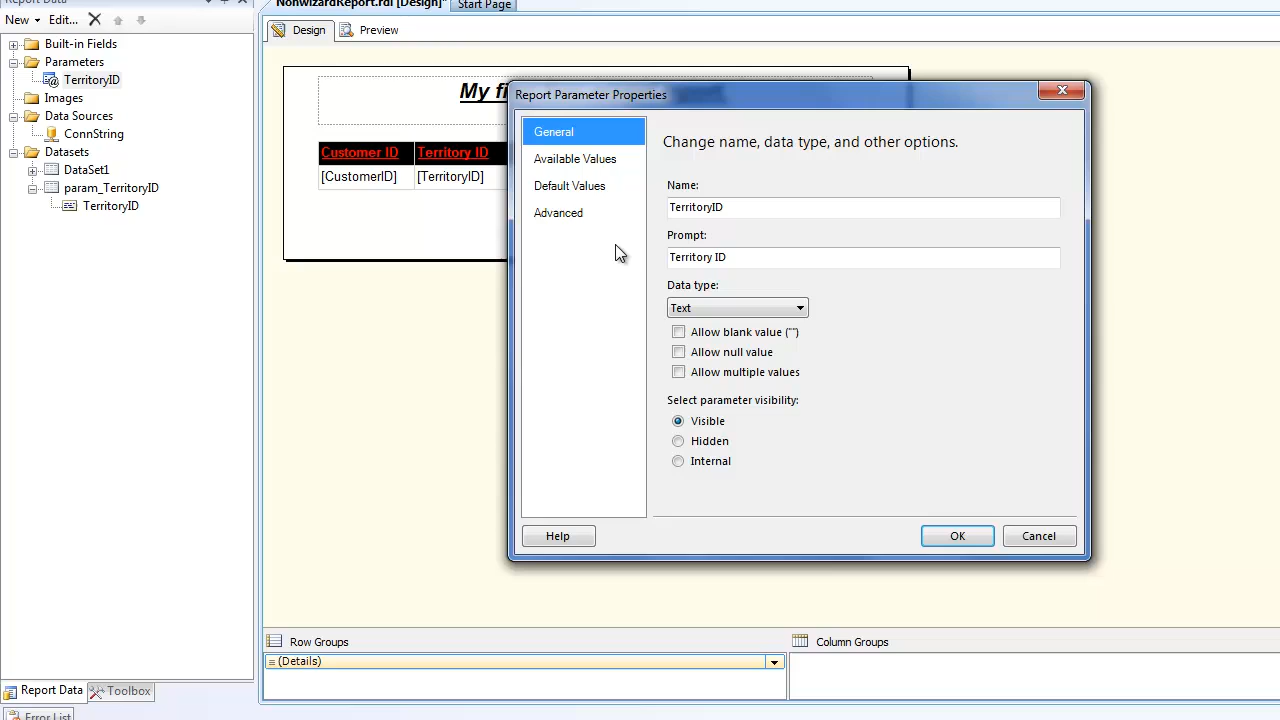 Report Data
NonwizardReport.rdl [Design]*
Start Page
New
Edit...
Design
Preview
Built-in Fields
Parameters
TerritoryID
Images
Data Sources
ConnString
Datasets
DataSet1
param_TerritoryID
TerritoryID
My fi
Customer ID
Territory ID
[CustomerID]
[TerritoryID]
Report Parameter Properties
General
Available Values
Default Values
Advanced
Change name, data type, and other options.
Name:
TerritoryID
Prompt:
Territory ID
Data type:
Text
Allow blank value ("")
Allow null value
Allow multiple values
Select parameter visibility:
Visible
Hidden
Internal
Help
OK
Cancel
Row Groups
Column Groups
(Details)
Report Data
Toolbox
Error List